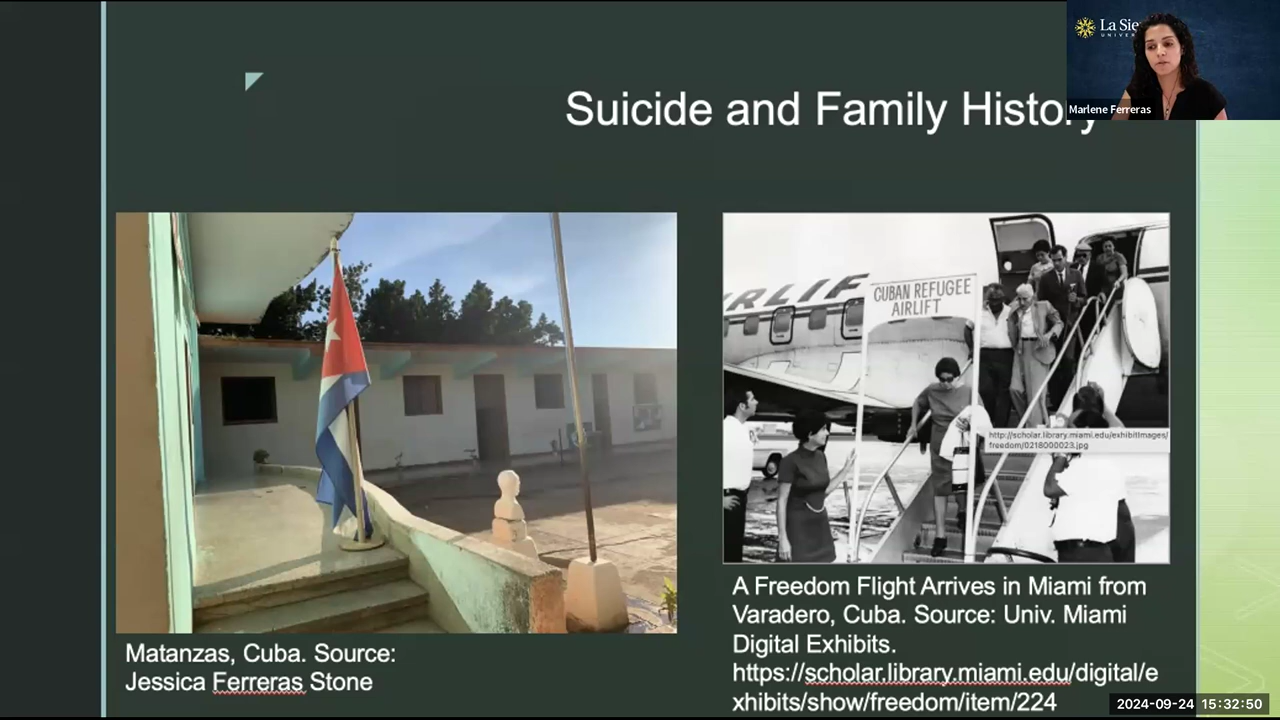 La Sie
UNIVER
Marlene Ferreras
Suicide and Family History
CUBAN REFUGEE
AIRLIFT
http://scholar.library.miami.edu/exhibitimages/
freedom/0218000023.jpg
Matanzas, Cuba. Source:
Jessica Ferreras Stone
A Freedom Flight Arrives in Miami from
Varadero, Cuba. Source: Univ. Miami
Digital Exhibits.
https://scholar.library.miami.edu/digital/e
xhibits/show/freedom/item/224
2024-09-24 15:32:50